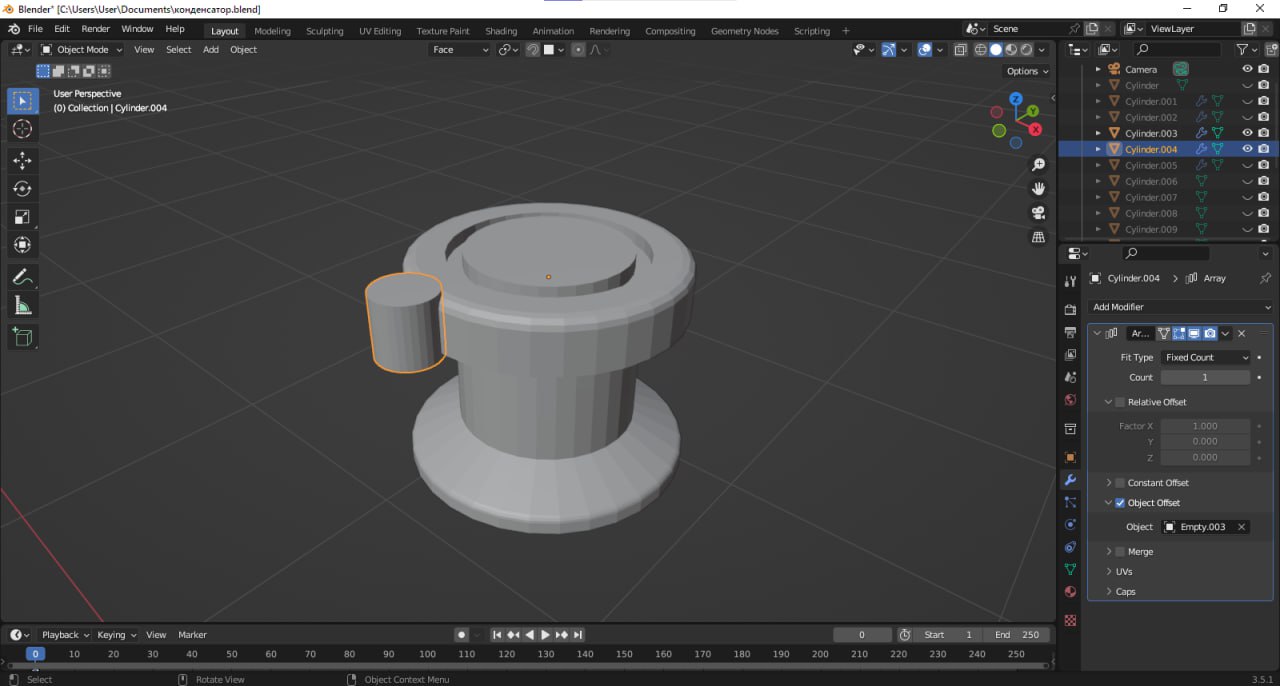 Blender* [C:\Users\User\Documents\конденсатор.blend]
File Edit Render Window Help Layout Modeling Sculpting UV Editing Texture Paint Shading Animation Rendering Compositing Geometry Nodes Scripting + Scene ViewLayer
Object Mode View Select Add Object Face
Options
User Perspective
(0) Collection | Cylinder.004
Z
Y
X
Camera
Cylinder
Cylinder.001
Cylinder.002
Cylinder.003
Cylinder.004
Cylinder.005
Cylinder.006
Cylinder.007
Cylinder.008
Cylinder.009
Cylinder.004 > Array
Add Modifier
Ar...
Fit Type Fixed Count
Count 1
Relative Offset
Factor X 1.000
Y 0.000
Z 0.000
Constant Offset
Object Offset
Object Empty.003
Merge
UVs
Caps
Playback Keying View Marker 0 Start 1 End 250
0 10 20 30 40 50 60 70 80 90 100 110 120 130 140 150 160 170 180 190 200 210 220 230 240 250
Select Rotate View Object Context Menu 3.5.1